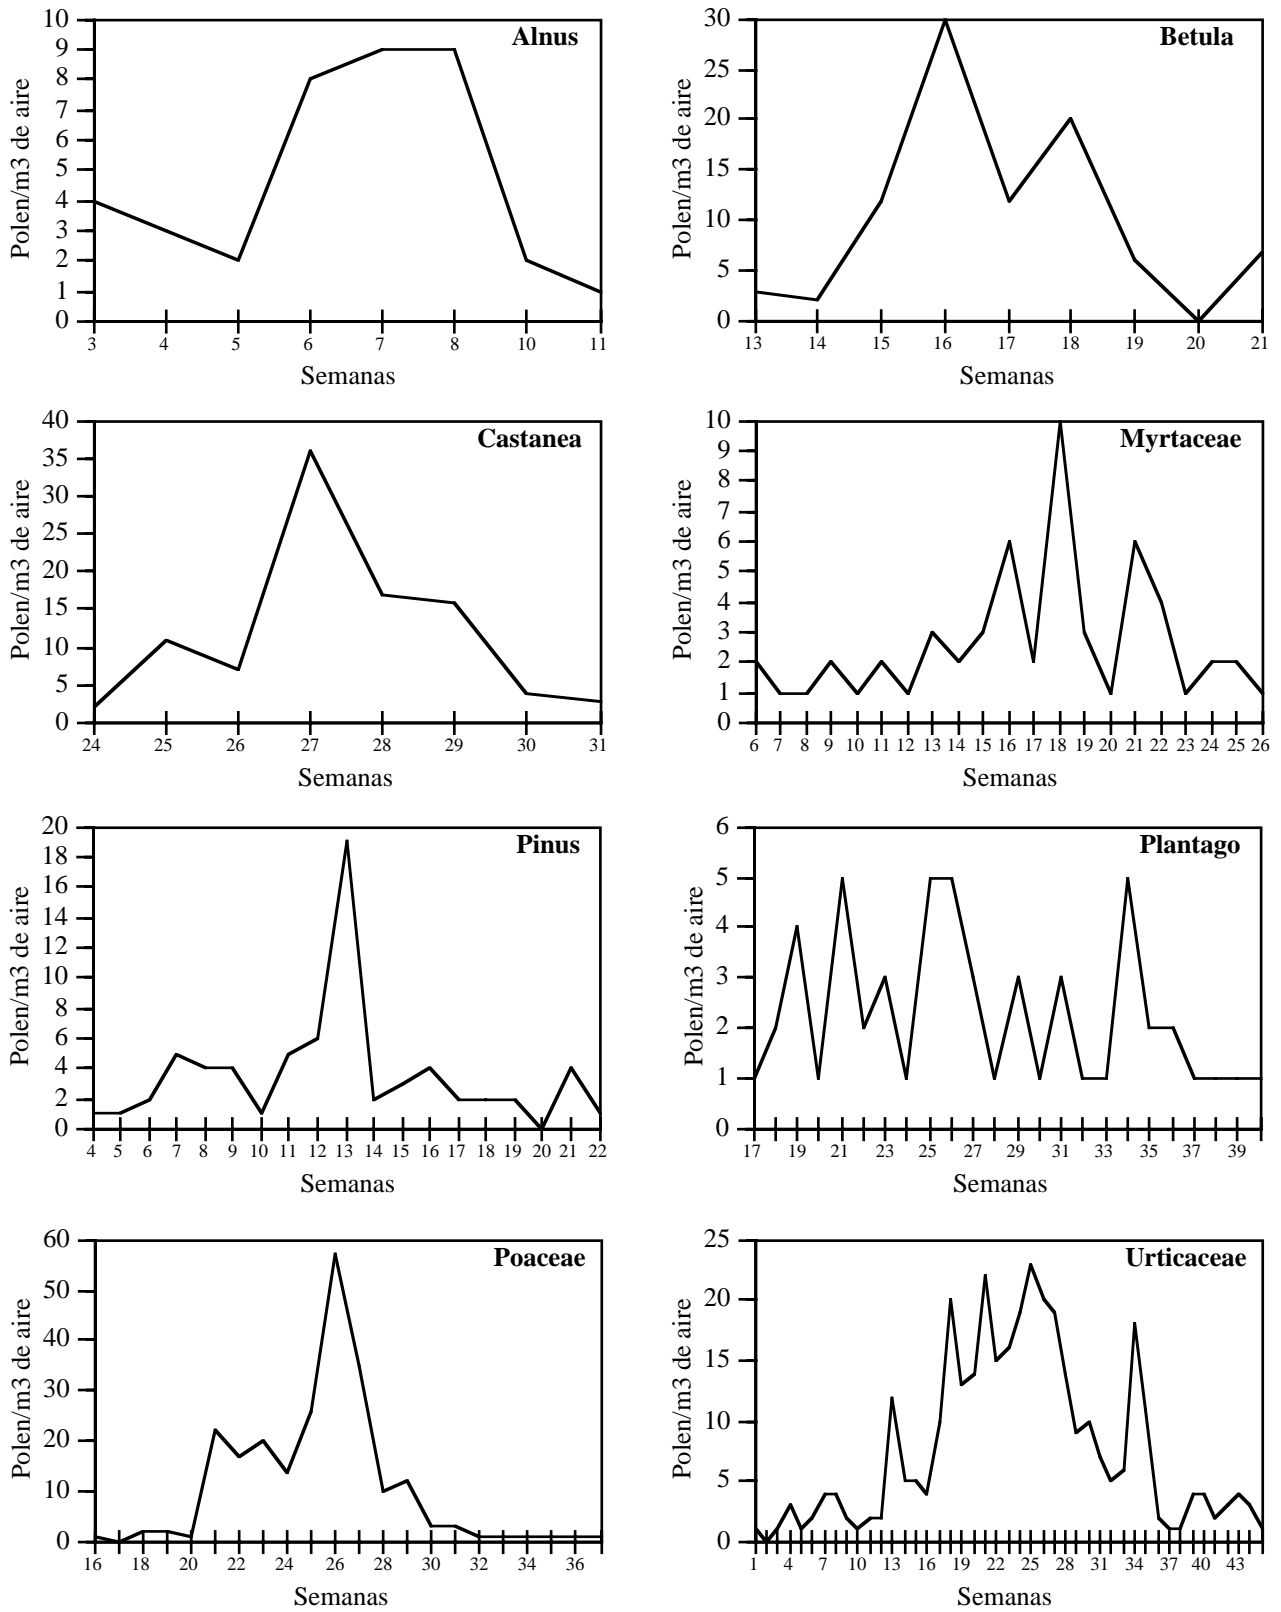 Alnus
Polen/m3 de aire
10
9
8
7
6
5
4
3
2
1
0
3 4 5 6 7 8 10 11
Semanas
Betula
Polen/m3 de aire
30
25
20
15
10
5
0
13 14 15 16 17 18 19 20 21
Semanas
Castanea
Polen/m3 de aire
40
35
30
25
20
15
10
5
0
24 25 26 27 28 29 30 31
Semanas
Myrtaceae
Polen/m3 de aire
10
9
8
7
6
5
4
3
2
1
0
6 7 8 9 10 11 12 13 14 15 16 17 18 19 20 21 22 23 24 25 26
Semanas
Pinus
Polen/m3 de aire
20
18
16
14
12
10
8
6
4
2
0
4 5 6 7 8 9 10 11 12 13 14 15 16 17 18 19 20 21 22
Semanas
Plantago
Polen/m3 de aire
6
5
4
3
2
1
0
17 19 21 23 25 27 29 31 33 35 37 39
Semanas
Poaceae
Polen/m3 de aire
60
50
40
30
20
10
0
16 18 20 22 24 26 28 30 32 34 36
Semanas
Urticaceae
Polen/m3 de aire
25
20
15
10
5
0
1 4 7 10 13 16 19 22 25 28 31 34 37 40 43
Semanas